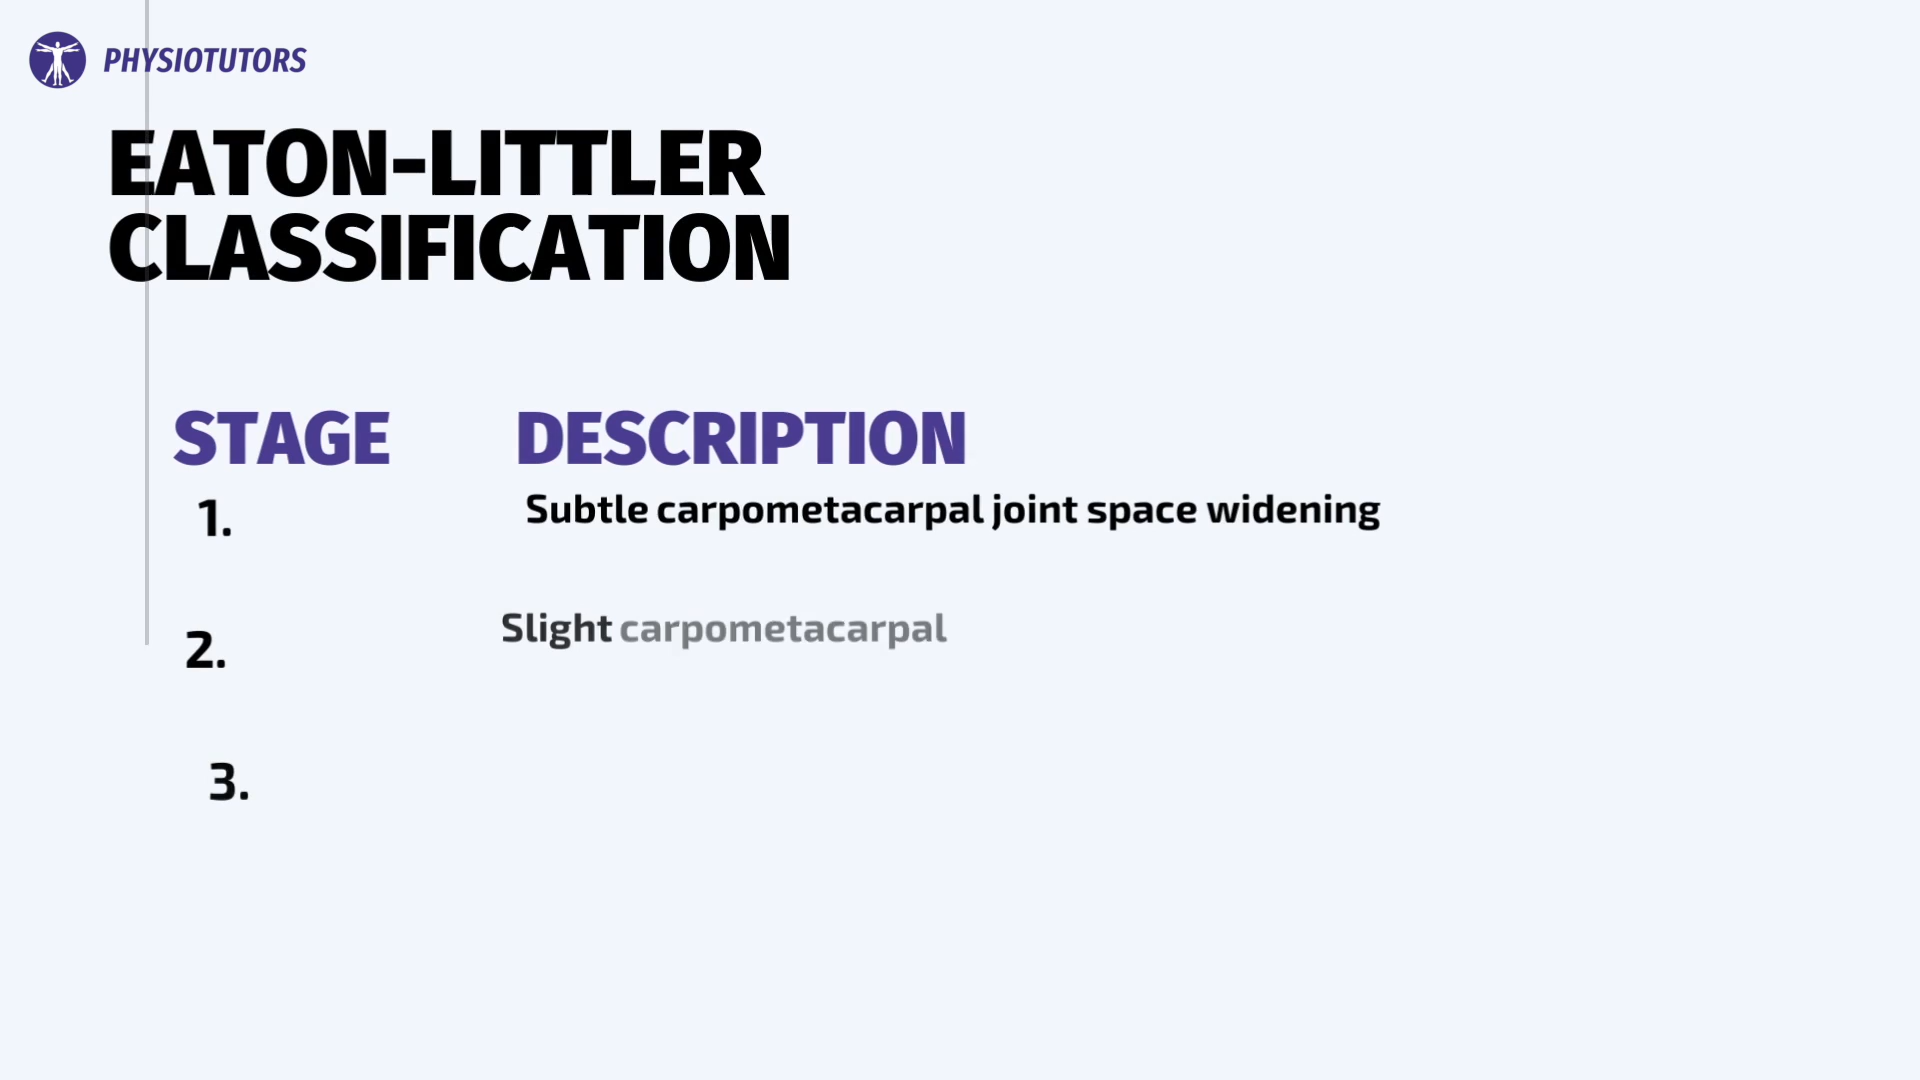 PHYSIOTUTORS
EATON-LITTLER
CLASSIFICATION
STAGE DESCRIPTION
1. Subtle carpometacarpal joint space widening
2. Slight carpometacarpal
3.